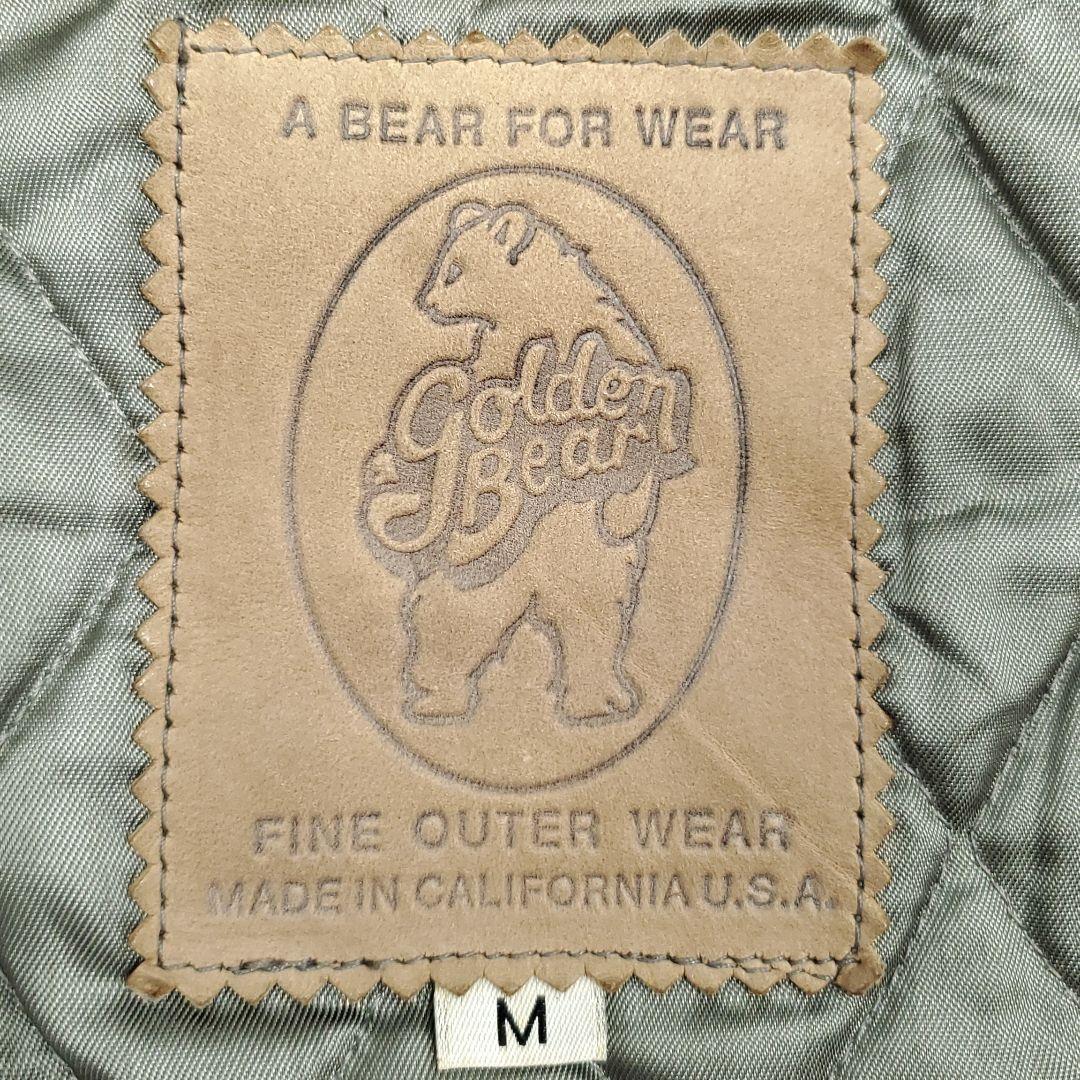 A BEAR FOR WEAR
Golden
Bear
FINE OUTER WEAR
MADE IN CALIFORNIA U.S.A.
M